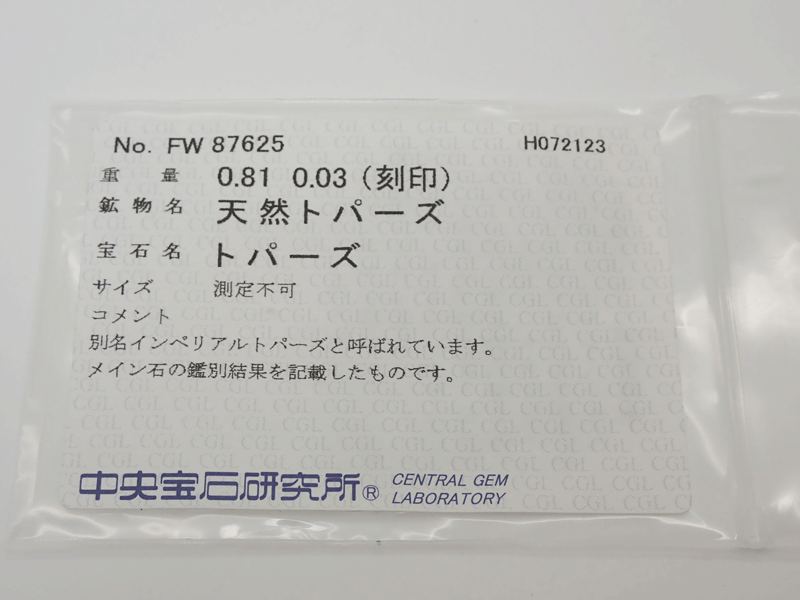 No. FW 87625 H072123
重 量 0.81 0.03 (刻印)
鉱物名 天然トパーズ
宝石名 トパーズ
サイズ 測定不可
コメント
別名インペリアルトパーズと呼ばれています。
メイン石の鑑別結果を記載したものです。
中央宝石研究所® CENTRAL GEM
LABORATORY